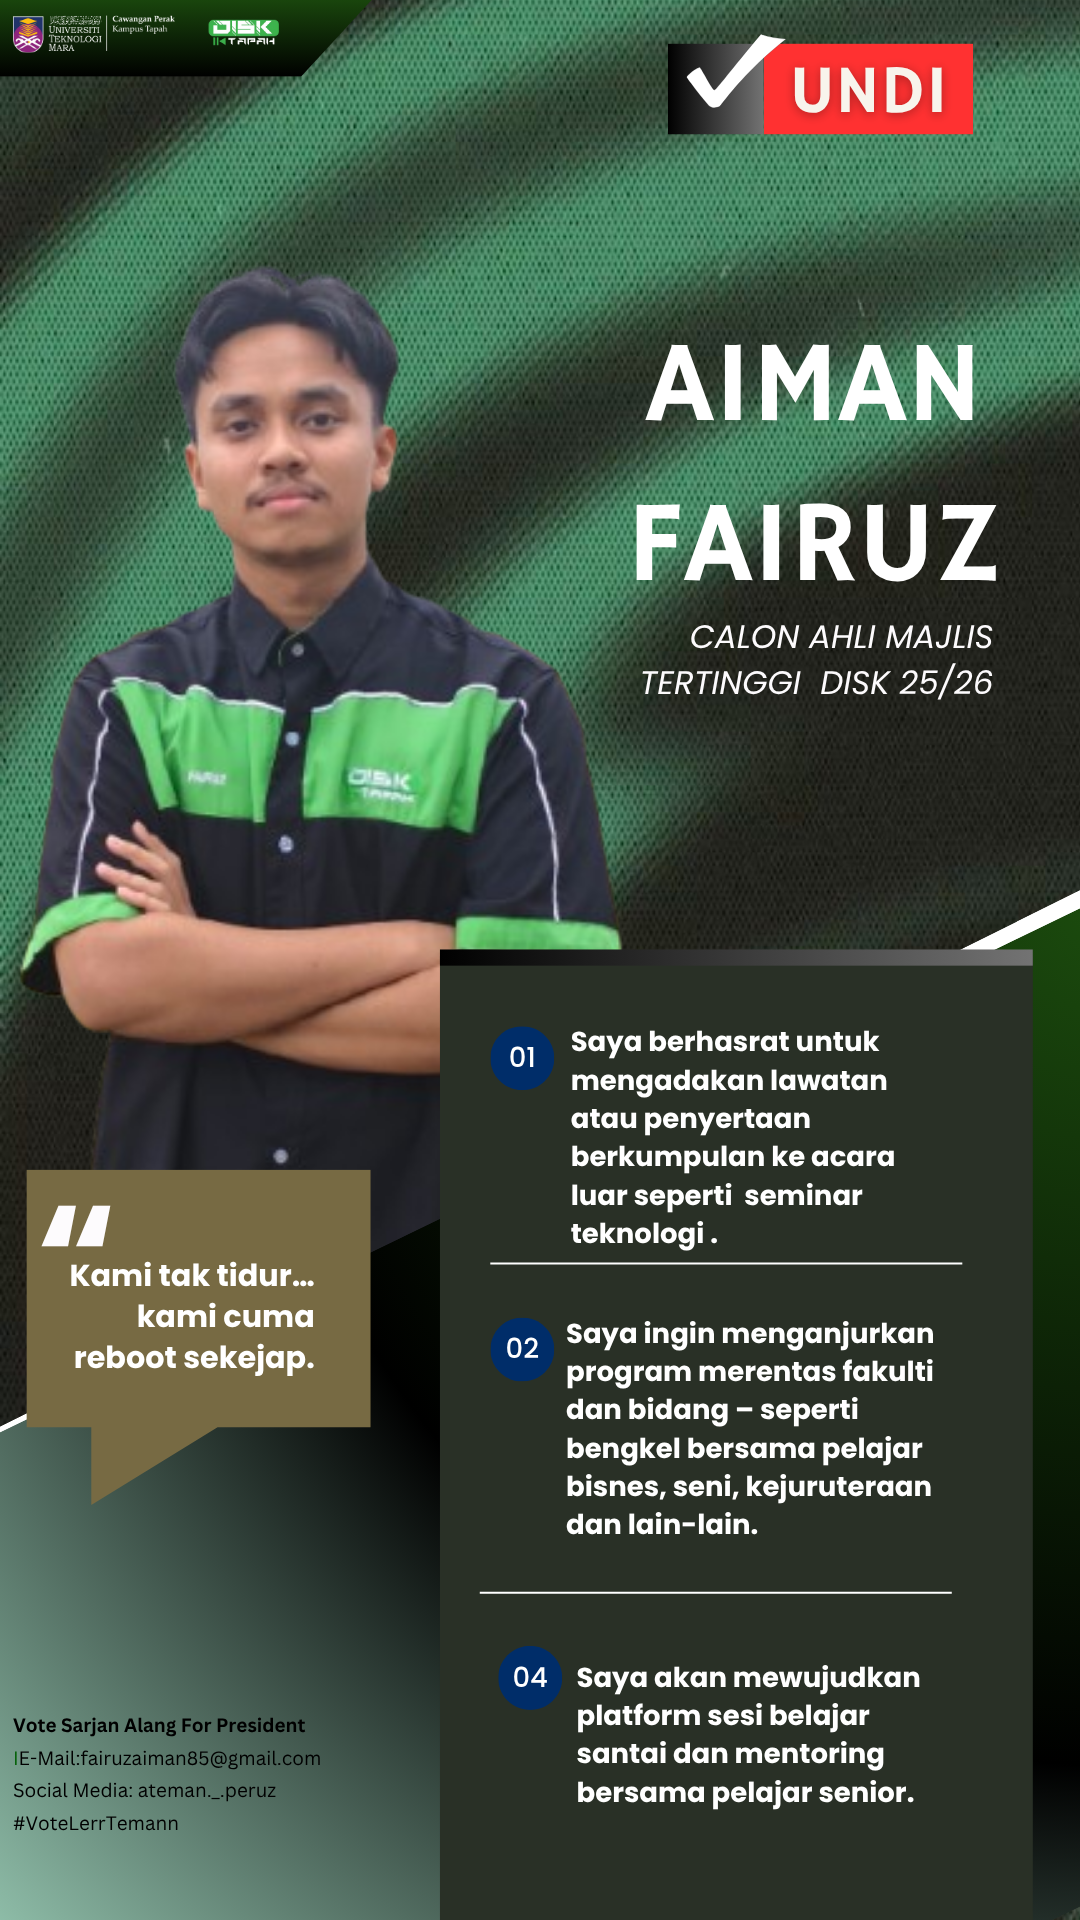 UNIVERSITI
TEKNOLOGI
MARA
Cawangan Perak
Kampus Tapah
DISK
TAPAH
UNDI
AIMAN
FAIRUZ
CALON AHLI MAJLIS
TERTINGGI DISK 25/26
DISK
TAPAH
01
Saya berhasrat untuk
mengadakan lawatan
atau penyertaan
berkumpulan ke acara
luar seperti seminar
teknologi .
"
Kami tak tidur...
kami cuma
reboot sekejap.
02
Saya ingin menganjurkan
program merentas fakulti
dan bidang – seperti
bengkel bersama pelajar
bisnes, seni, kejuruteraan
dan lain-lain.
04
Saya akan mewujudkan
platform sesi belajar
santai dan mentoring
bersama pelajar senior.
Vote Sarjan Alang For President
lE-Mail:fairuzaiman85@gmail.com
Social Media: ateman._.peruz
#VoteLerrTemann